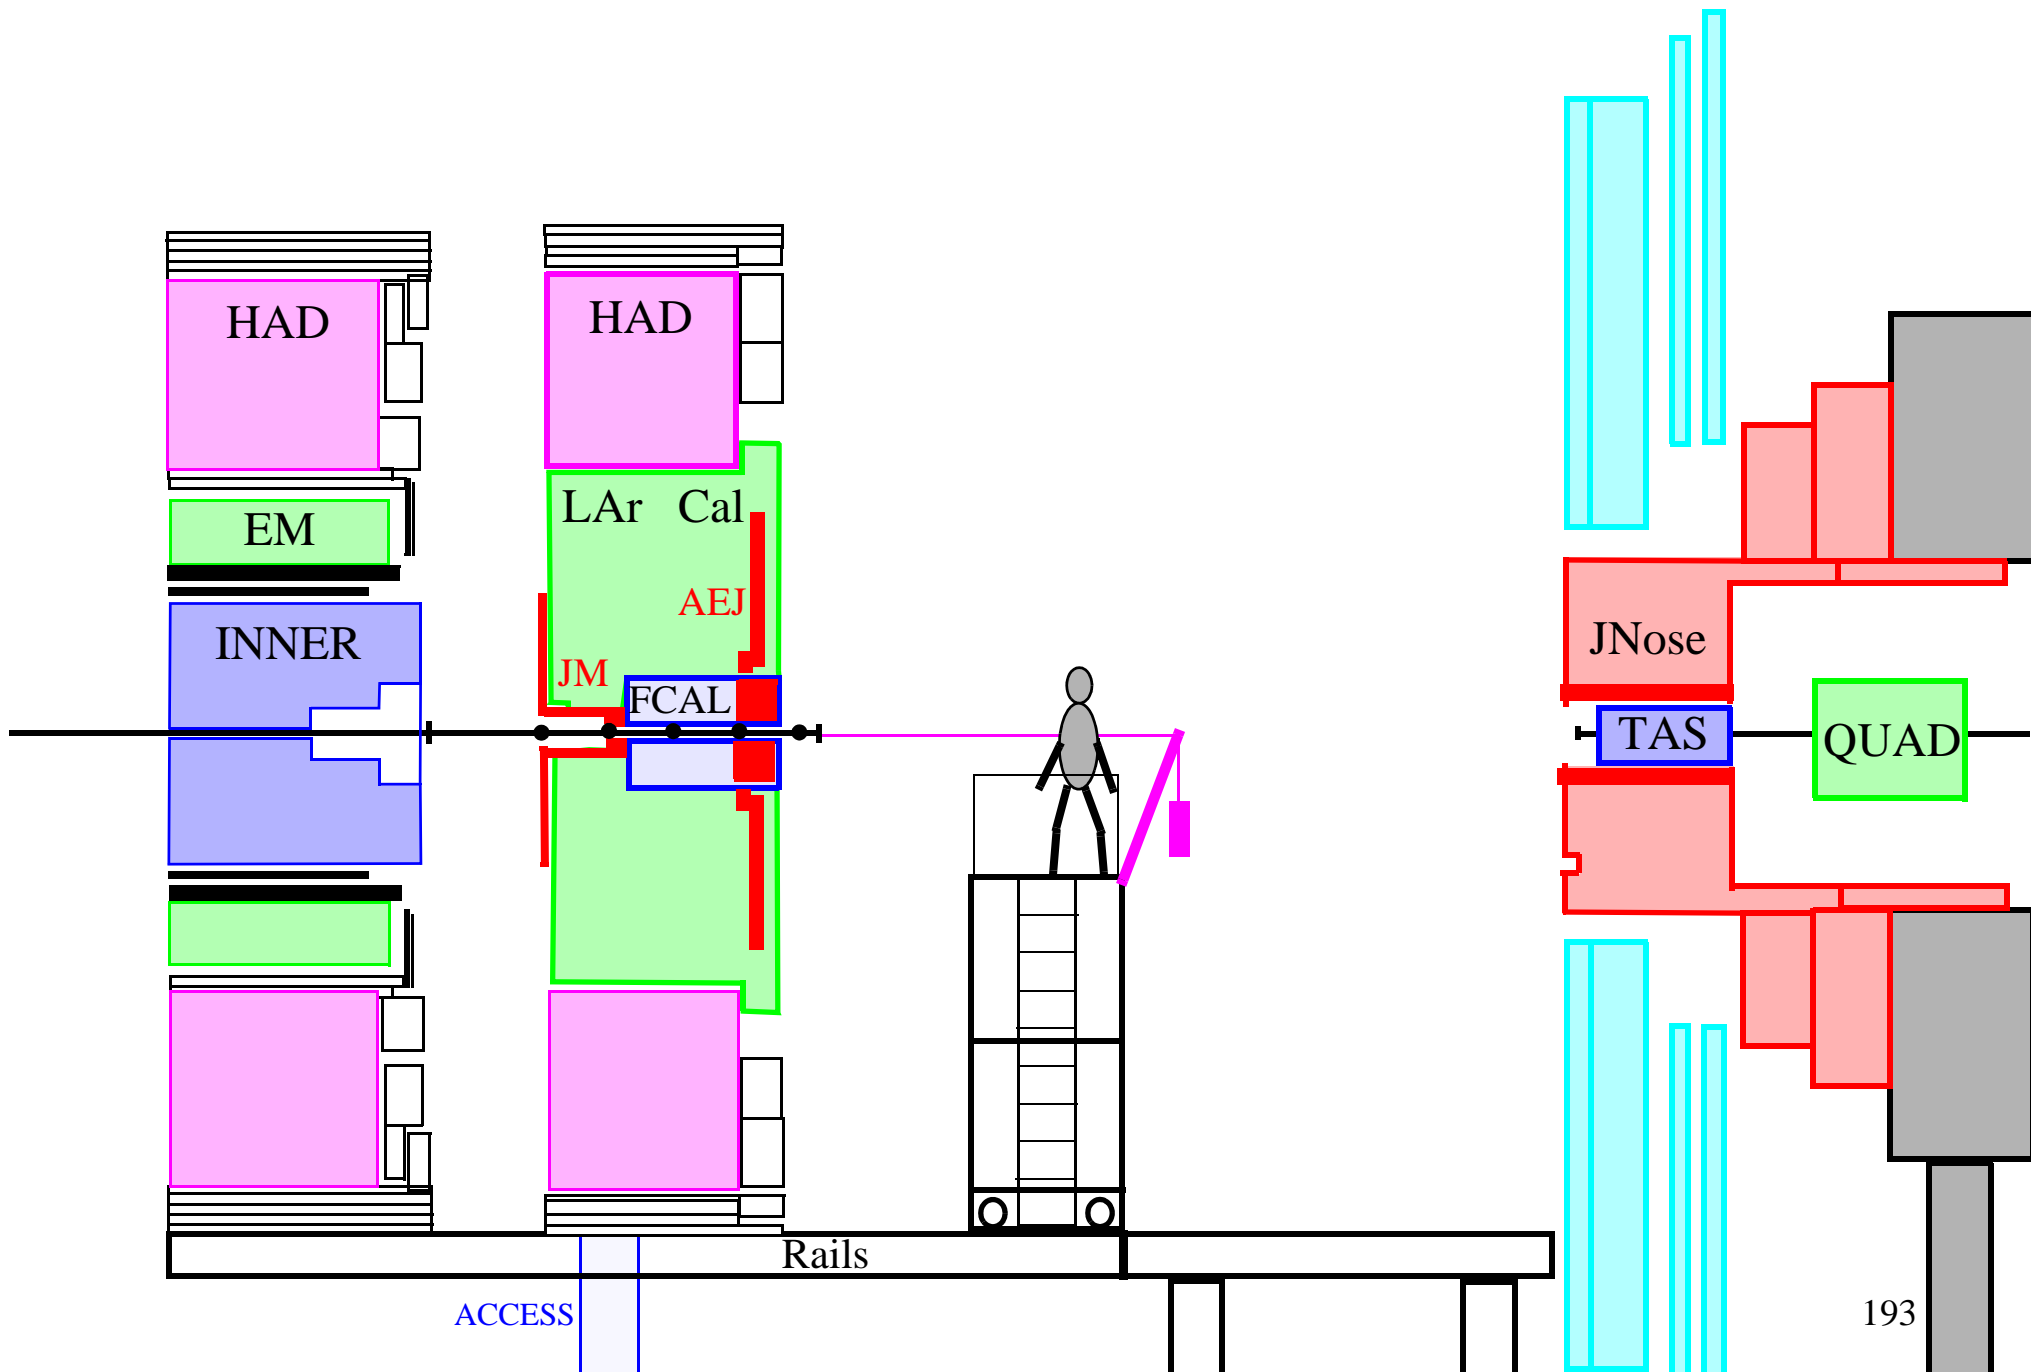 HAD
HAD
LAr Cal
EM
AEJ
INNER
JNose
JM
FCAL
TAS
QUAD
Rails
ACCESS
193